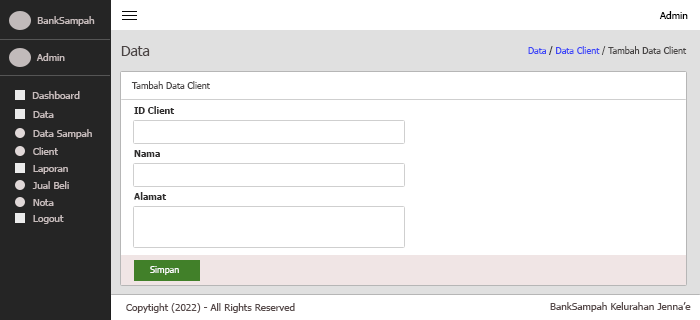 BankSampah
Admin
Admin
Dashboard
Data
Data Sampah
Client
Laporan
Jual Beli
Nota
Logout
Data
Data / Data Client / Tambah Data Client
Tambah Data Client
ID Client
Nama
Alamat
Simpan
Copytight (2022) - All Rights Reserved
BankSampah Kelurahan Jenna’e